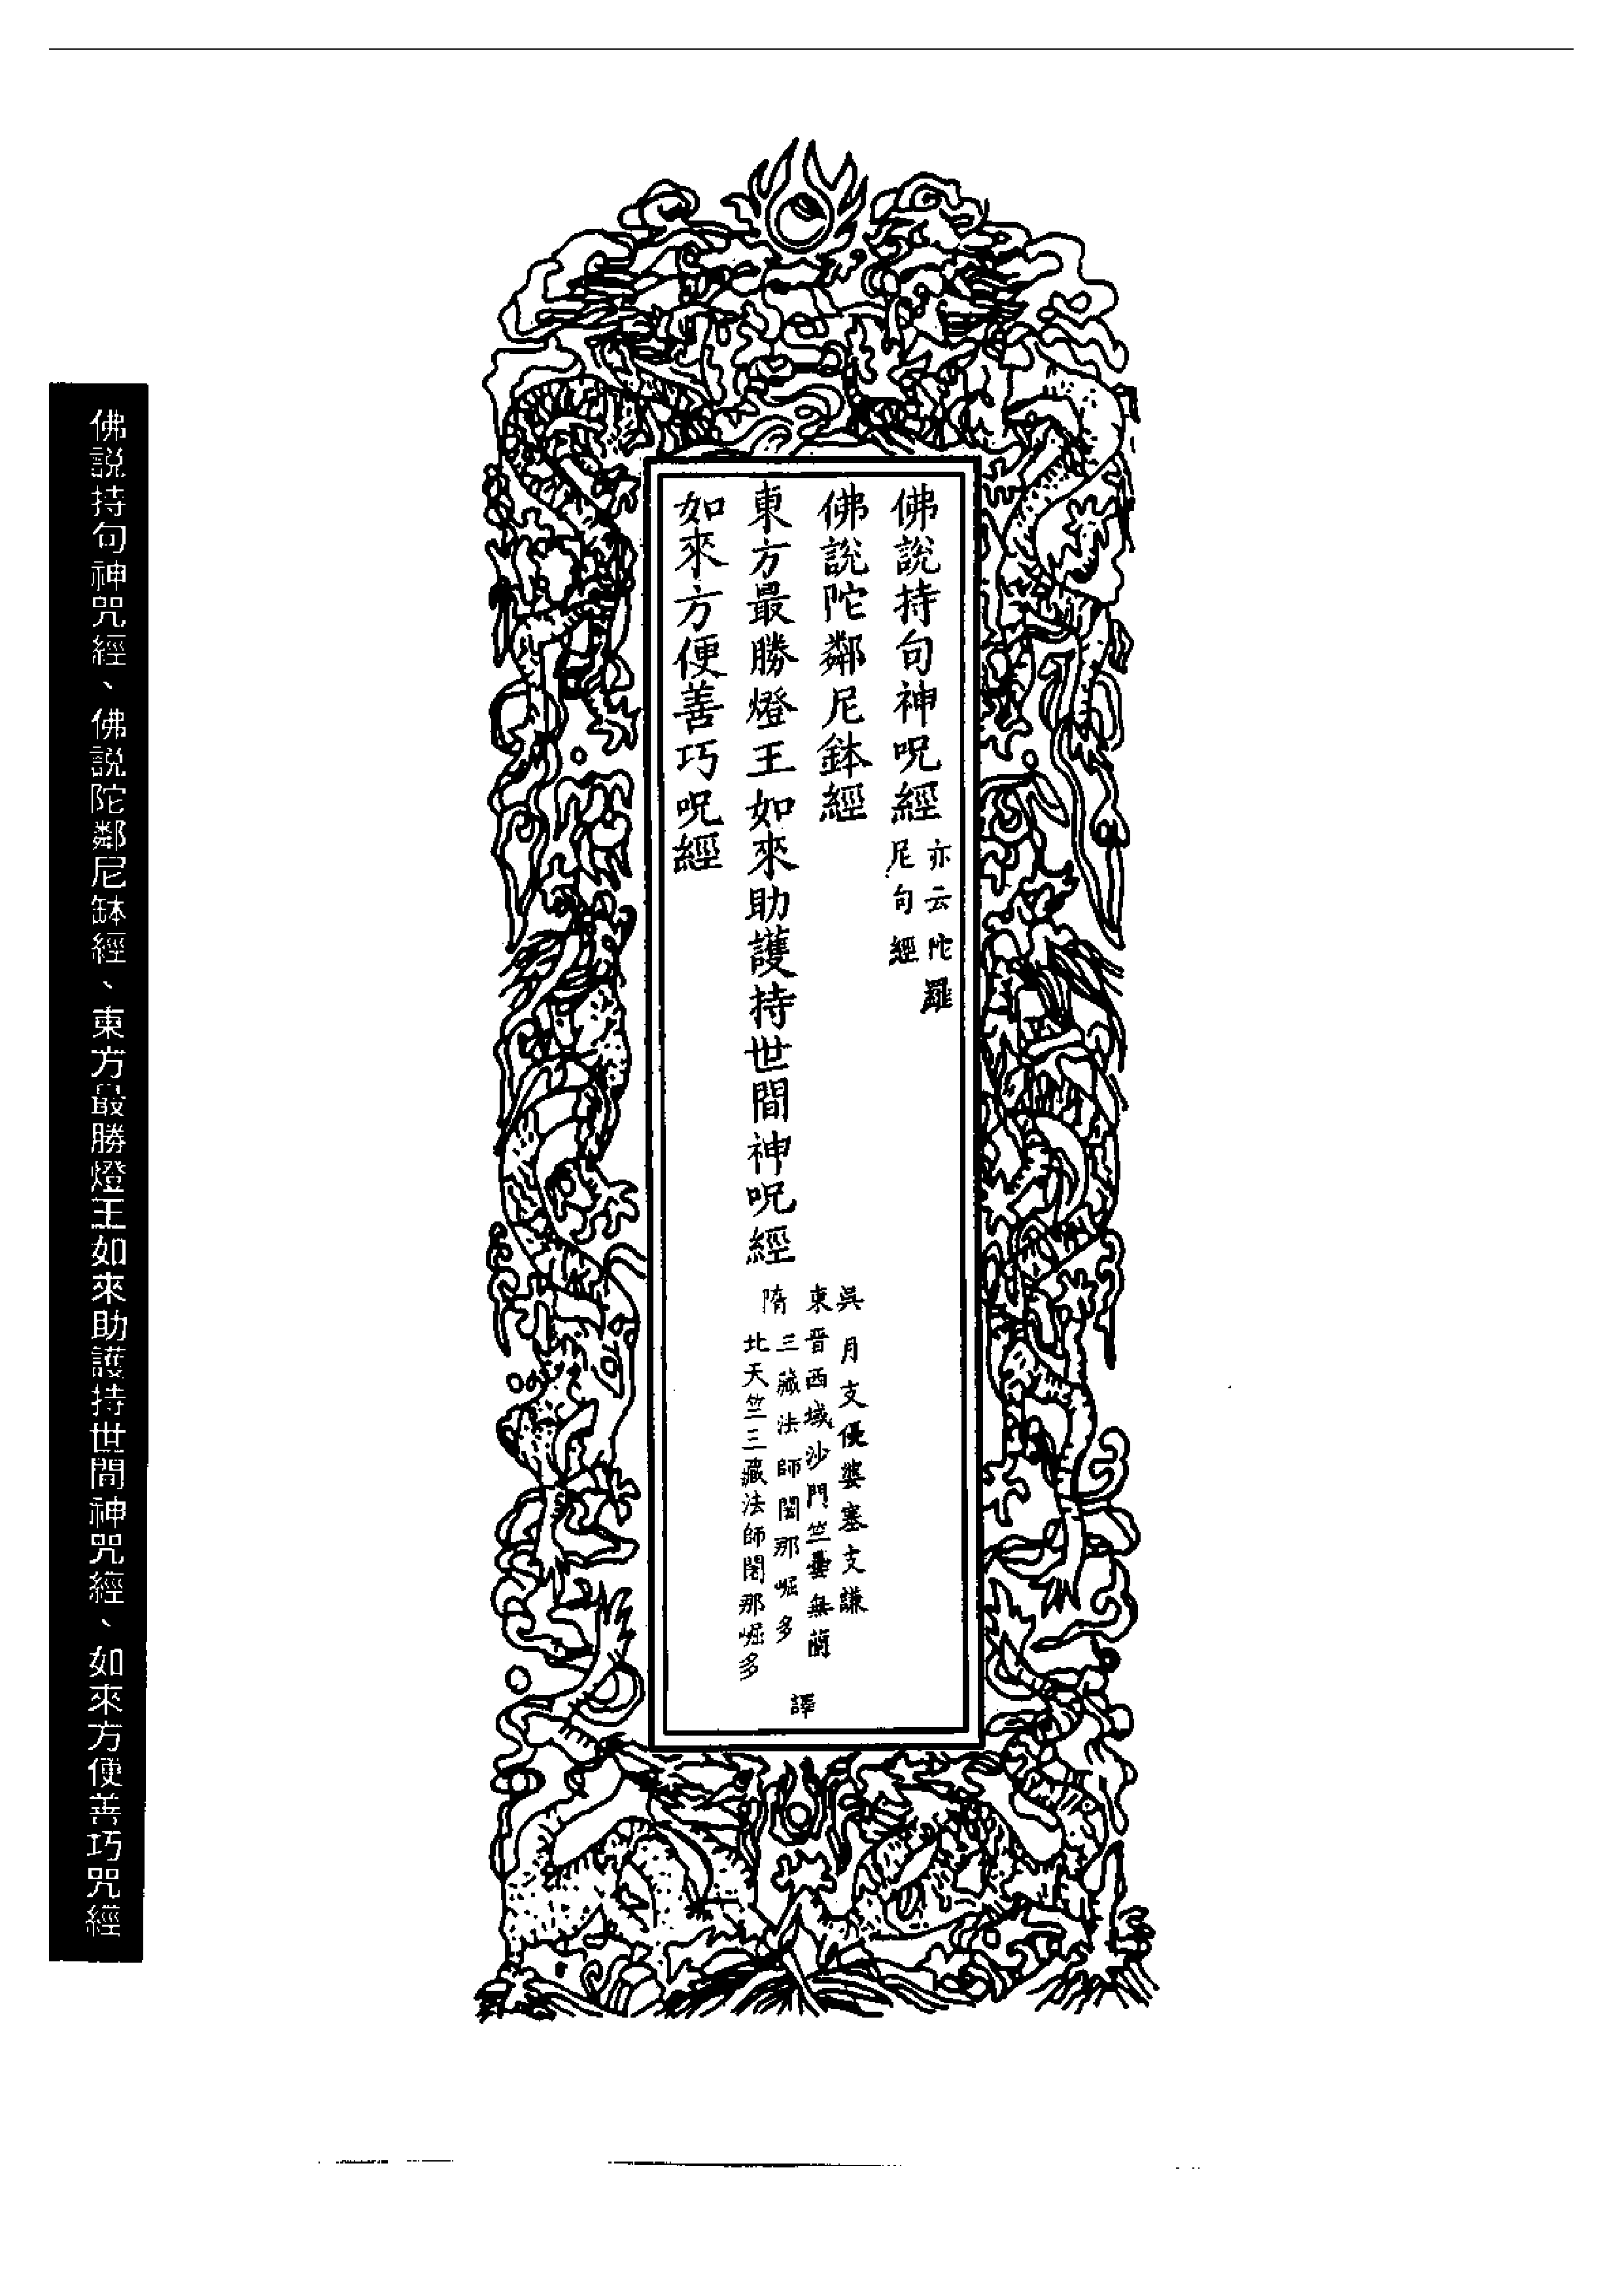 佛說持句神呪經 亦云陀羅尼句經
佛說陀鄰尼鉢經
東方最勝燈王如來助護持世間神呪經
如來方便善巧呪經
吳月支優婆塞支謙
東晉西域沙門竺曇無蘭
隋三藏法師闍那崛多
北天竺三藏法師闍那崛多
譯
佛說持句神咒經、佛說陀鄰尼缽經、東方最勝燈王如來助護持世間神咒經、如來方便善巧咒經